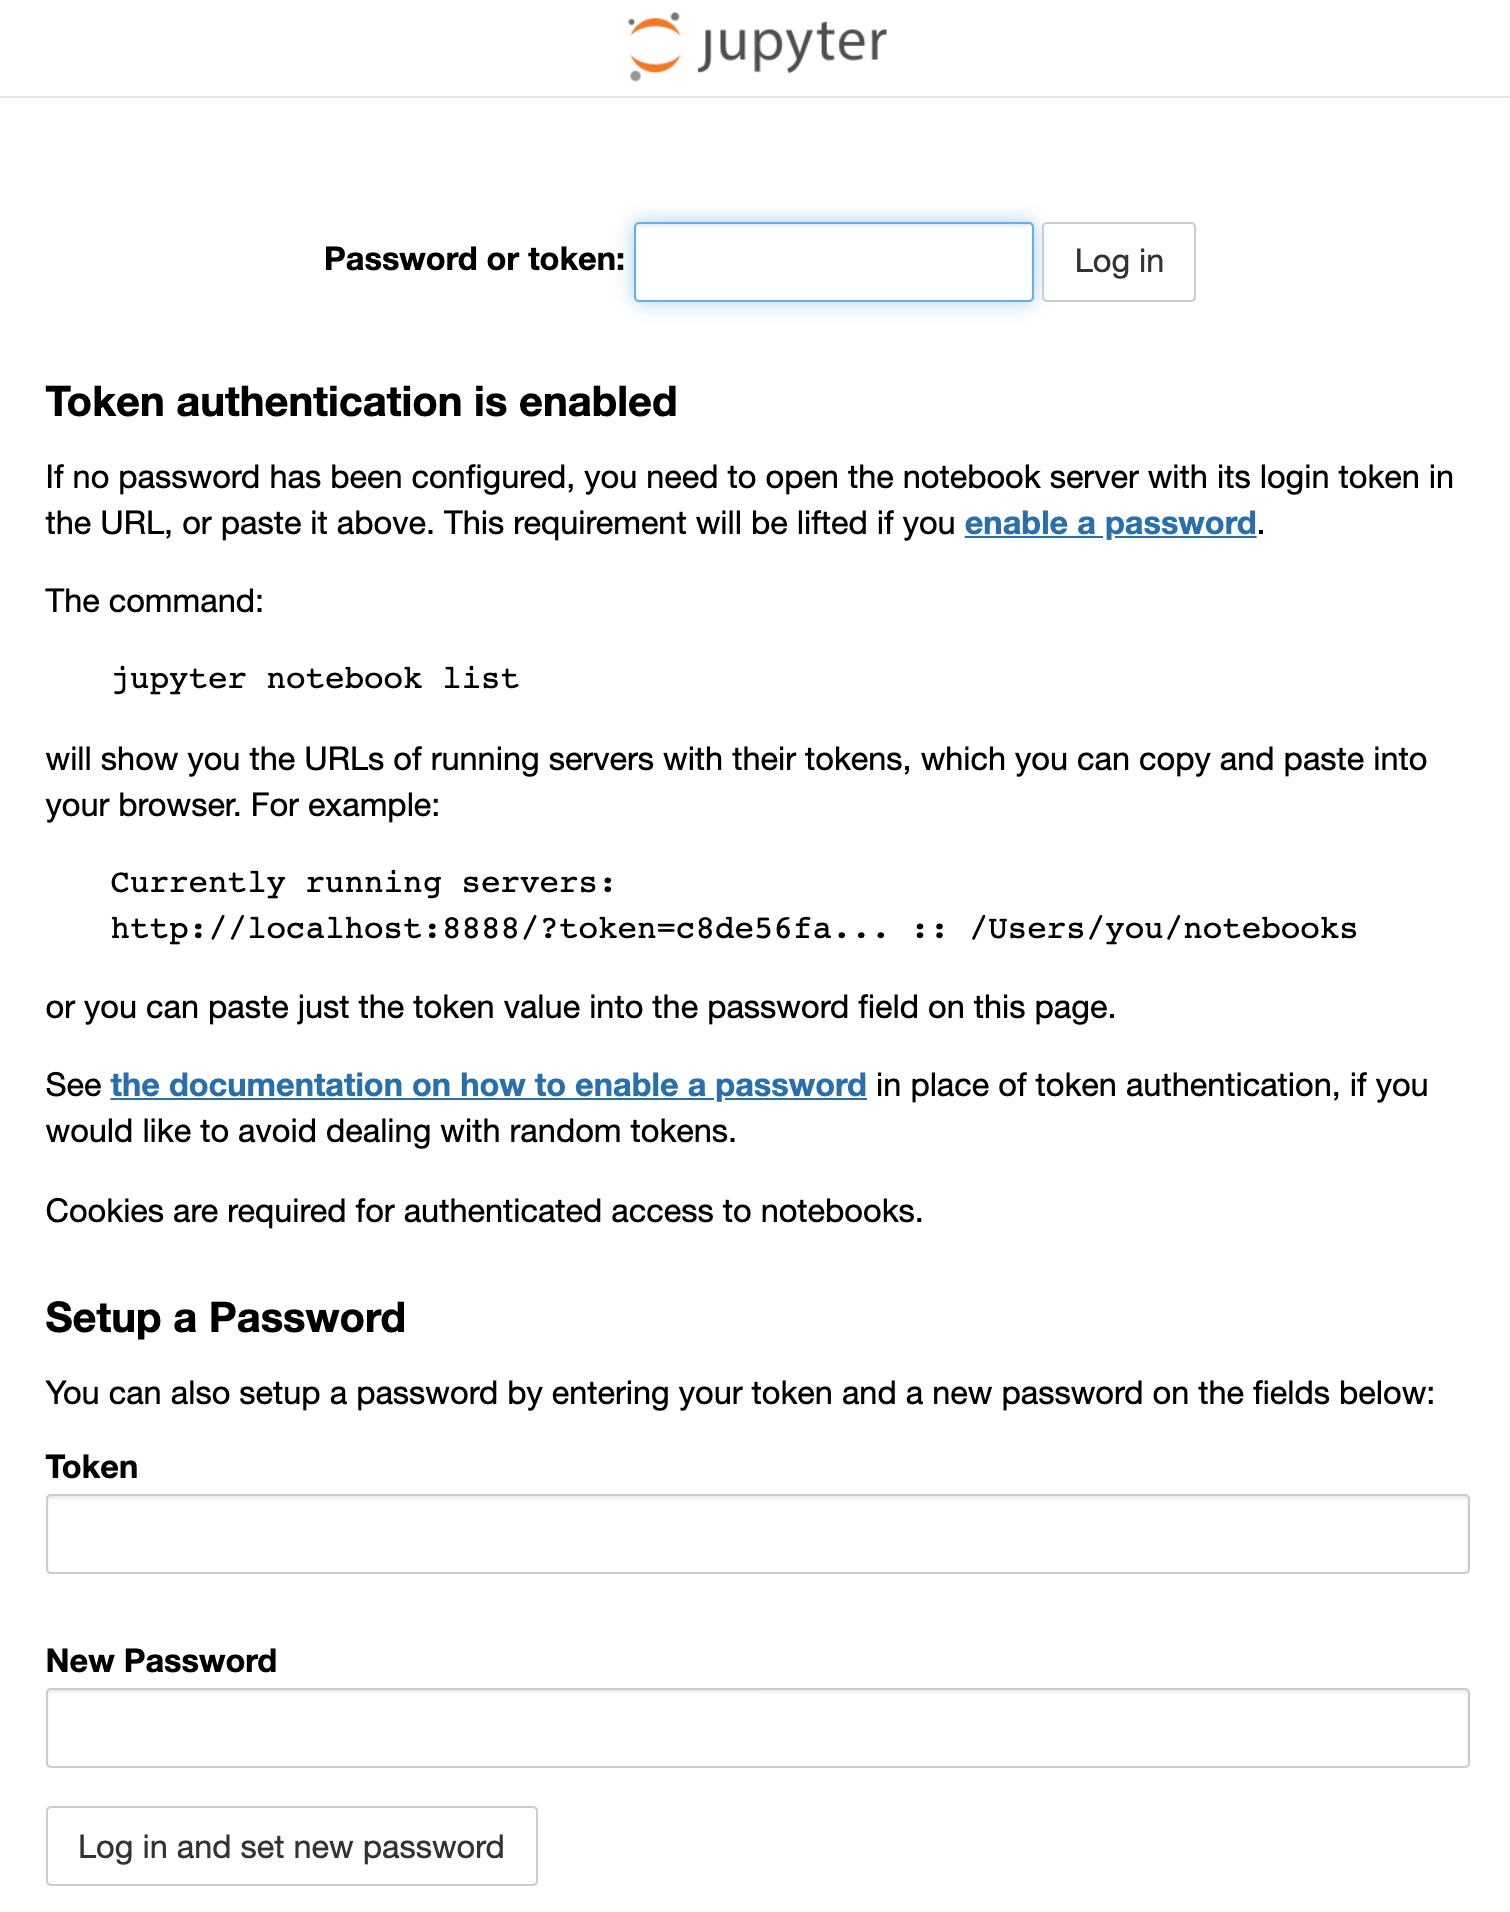 jupyter
Password or token:
Log in
Token authentication is enabled
If no password has been configured, you need to open the notebook server with its login token in
the URL, or paste it above. This requirement will be lifted if you enable a password.
The command:
jupyter notebook list
will show you the URLs of running servers with their tokens, which you can copy and paste into
your browser. For example:
Currently running servers:
http://localhost:8888/?token=c8de56fa... :: /Users/you/notebooks
or you can paste just the token value into the password field on this page.
See the documentation on how to enable a password in place of token authentication, if you
would like to avoid dealing with random tokens.
Cookies are required for authenticated access to notebooks.
Setup a Password
You can also setup a password by entering your token and a new password on the fields below:
Token
New Password
Log in and set new password